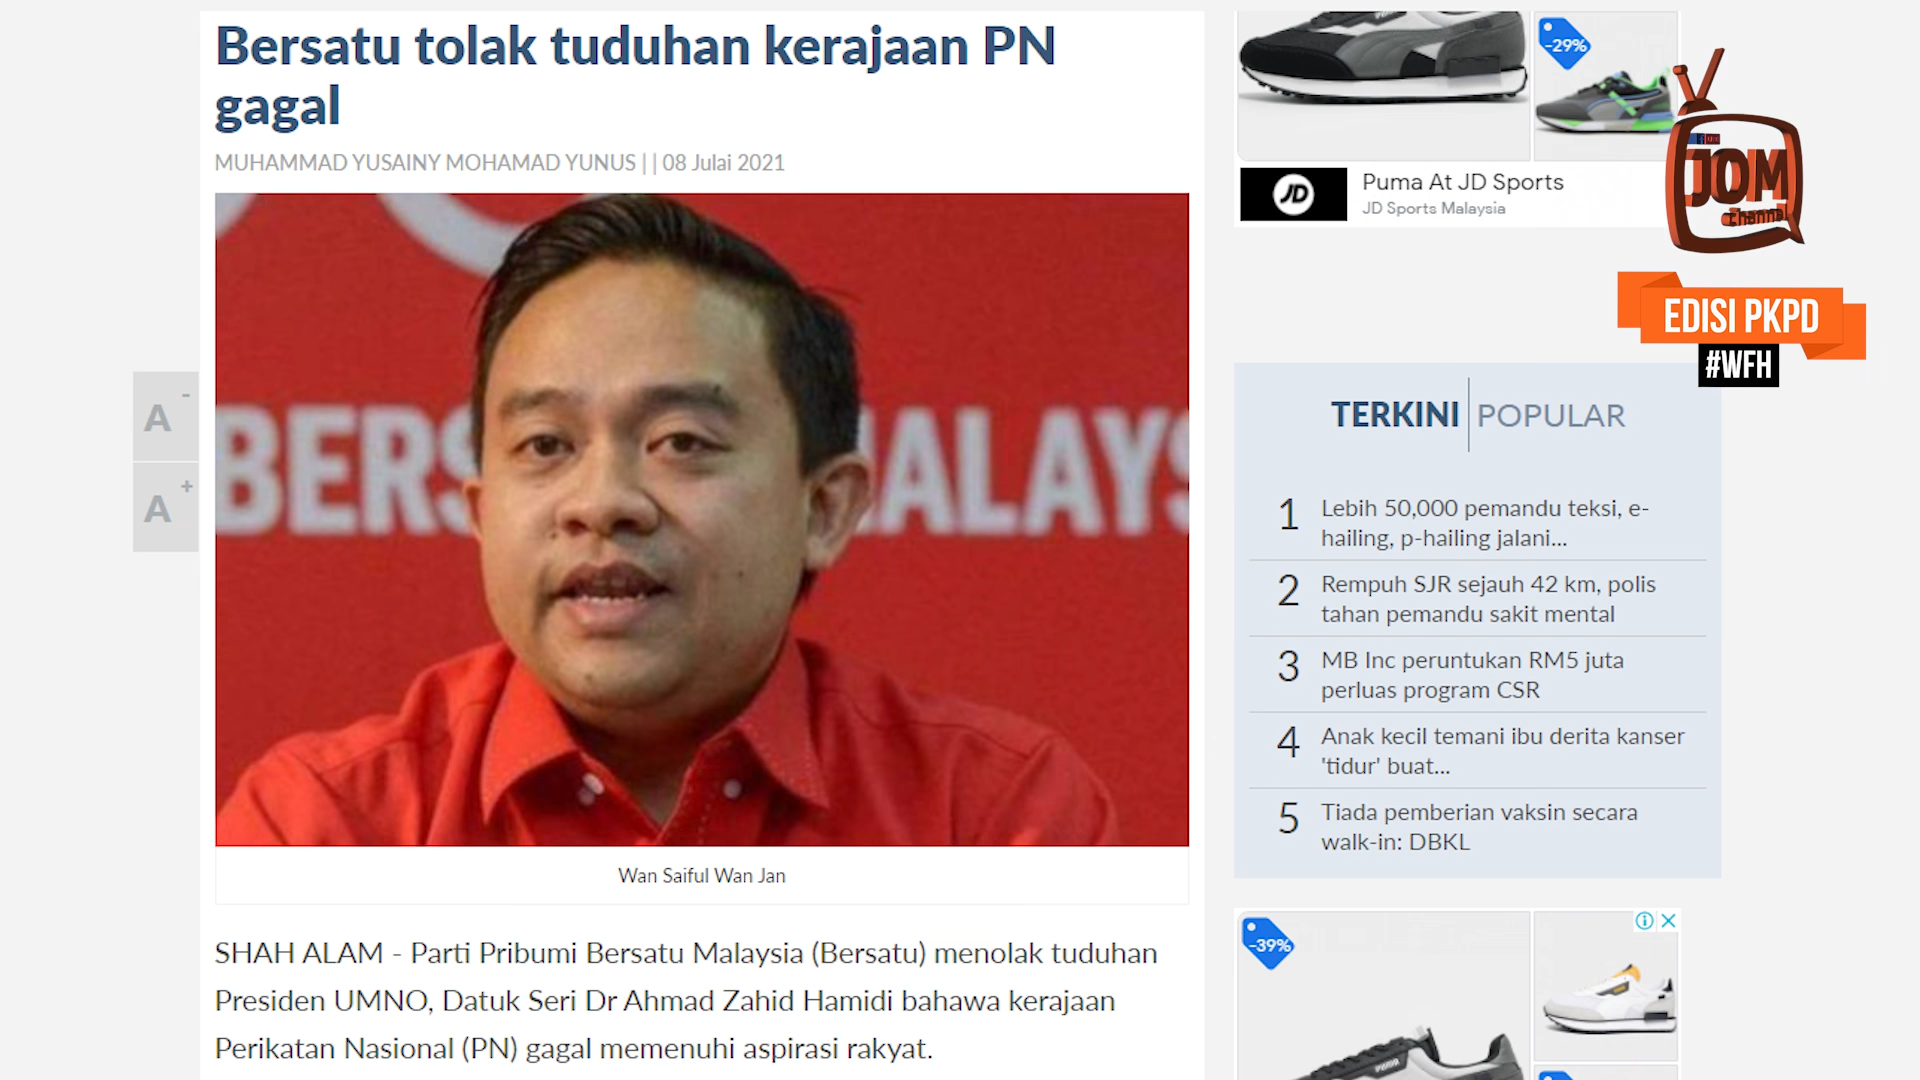 Bersatu tolak tuduhan kerajaan PN
gagal
MUHAMMAD YUSAINY MOHAMAD YUNUS | | 08 Julai 2021
BERS ALAYS
Wan Saiful Wan Jan
SHAH ALAM - Parti Pribumi Bersatu Malaysia (Bersatu) menolak tuduhan
Presiden UMNO, Datuk Seri Dr Ahmad Zahid Hamidi bahawa kerajaan
Perikatan Nasional (PN) gagal memenuhi aspirasi rakyat.
A -
A +
-29%
JD
Puma At JD Sports
JD Sports Malaysia
JOM
channel
EDISI PKPD
#WFH
TERKINI POPULAR
1 Lebih 50,000 pemandu teksi, e-
hailing, p-hailing jalani...
2 Rempuh SJR sejauh 42 km, polis
tahan pemandu sakit mental
3 MB Inc peruntukan RM5 juta
perluas program CSR
4 Anak kecil temani ibu derita kanser
'tidur' buat...
5 Tiada pemberian vaksin secara
walk-in: DBKL
-39%